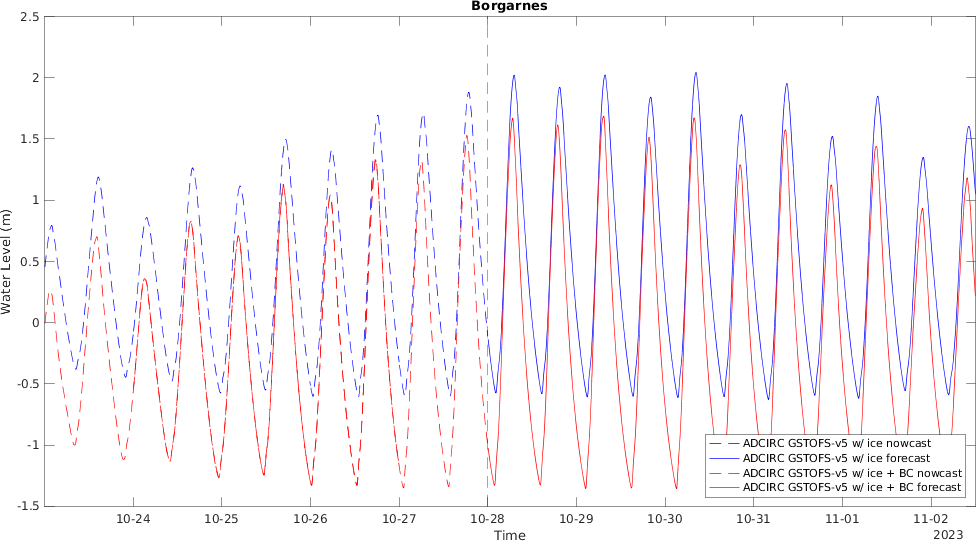 Borgarnes
2.5
2
1.5
1
0.5
0
-0.5
-1
-1.5
Water Level (m)
10-24
10-25
10-26
10-27
10-28
10-29
10-30
10-31
11-01
11-02
Time
2023
ADCIRC GSTOFS-v5 w/ ice nowcast
ADCIRC GSTOFS-v5 w/ ice forecast
ADCIRC GSTOFS-v5 w/ ice + BC nowcast
ADCIRC GSTOFS-v5 w/ ice + BC forecast